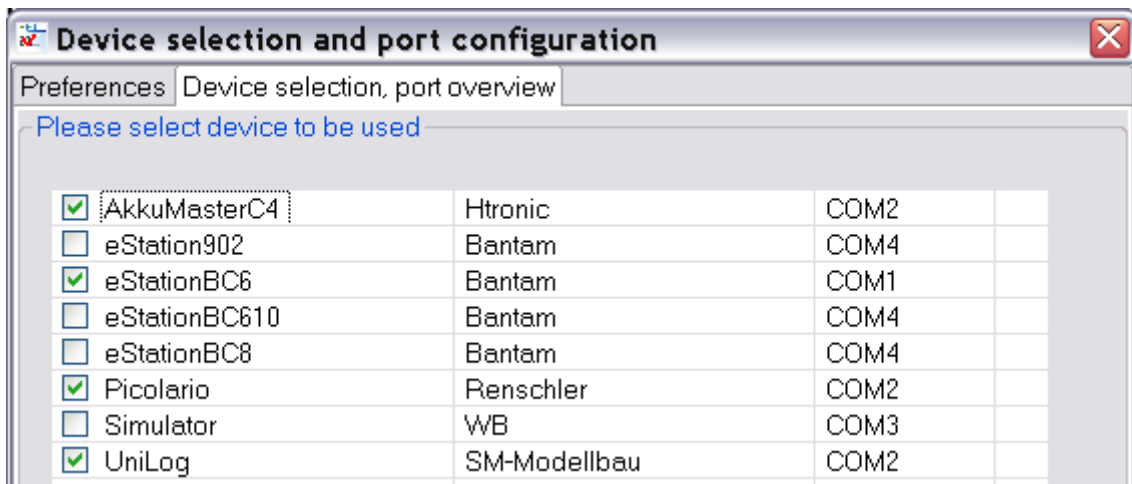 Device selection and port configuration
Preferences Device selection, port overview
Please select device to be used
AkkuMasterC4 Htronic COM2
eStation902 Bantam COM4
eStationBC6 Bantam COM1
eStationBC610 Bantam COM4
eStationBC8 Bantam COM4
Picolario Renschler COM2
Simulator WB COM3
UniLog SM-Modellbau COM2